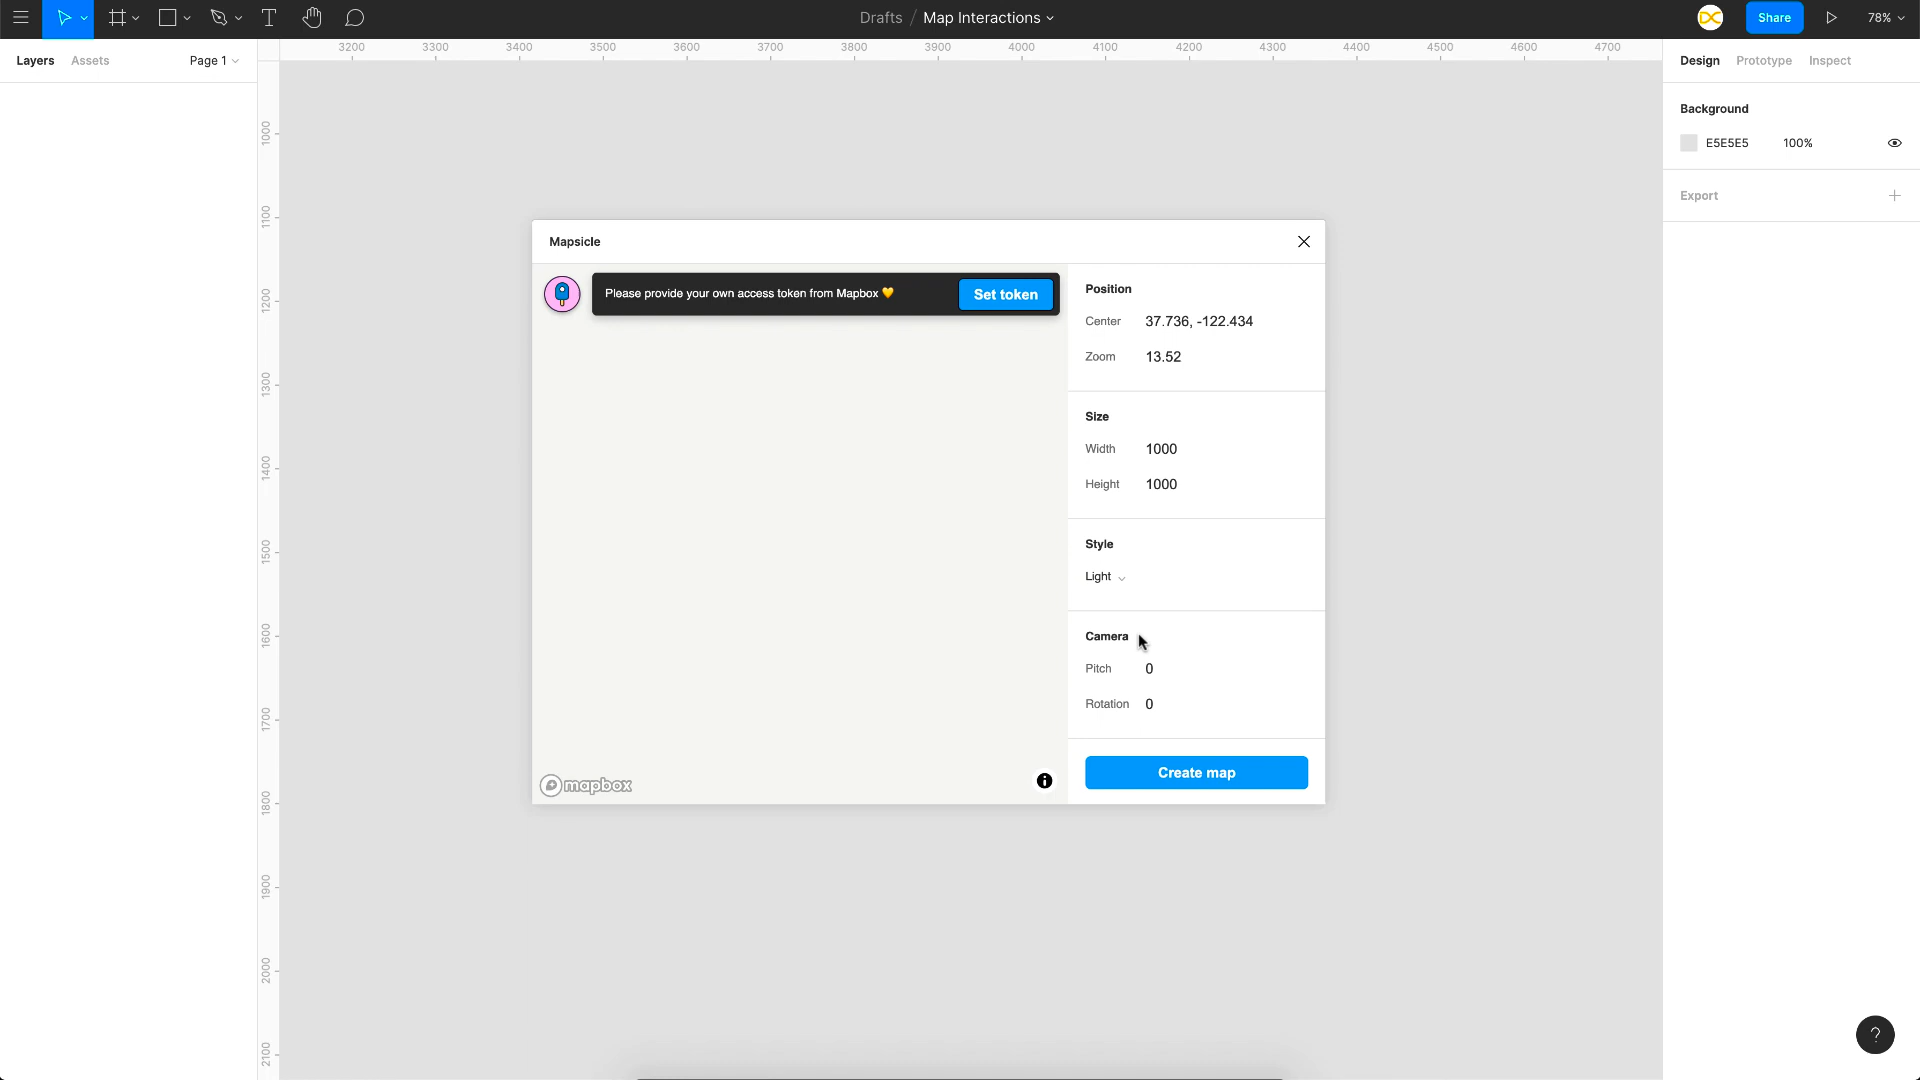 Drafts / Map Interactions
Share
78%
Layers
Assets
Page 1
3200 3300 3400 3500 3600 3700 3800 3900 4000 4100 4200 4300 4400 4500 4600 4700
Design
Prototype
Inspect
1000
1100
1200
1300
1400
1500
1600
1700
1800
1900
2000
2100
Background
E5E5E5 100%
Export
Mapsicle
Please provide your own access token from Mapbox 💛
Set token
Position
Center 37.736, -122.434
Zoom 13.52
Size
Width 1000
Height 1000
Style
Light
Camera
Pitch 0
Rotation 0
Create map
mapbox
?